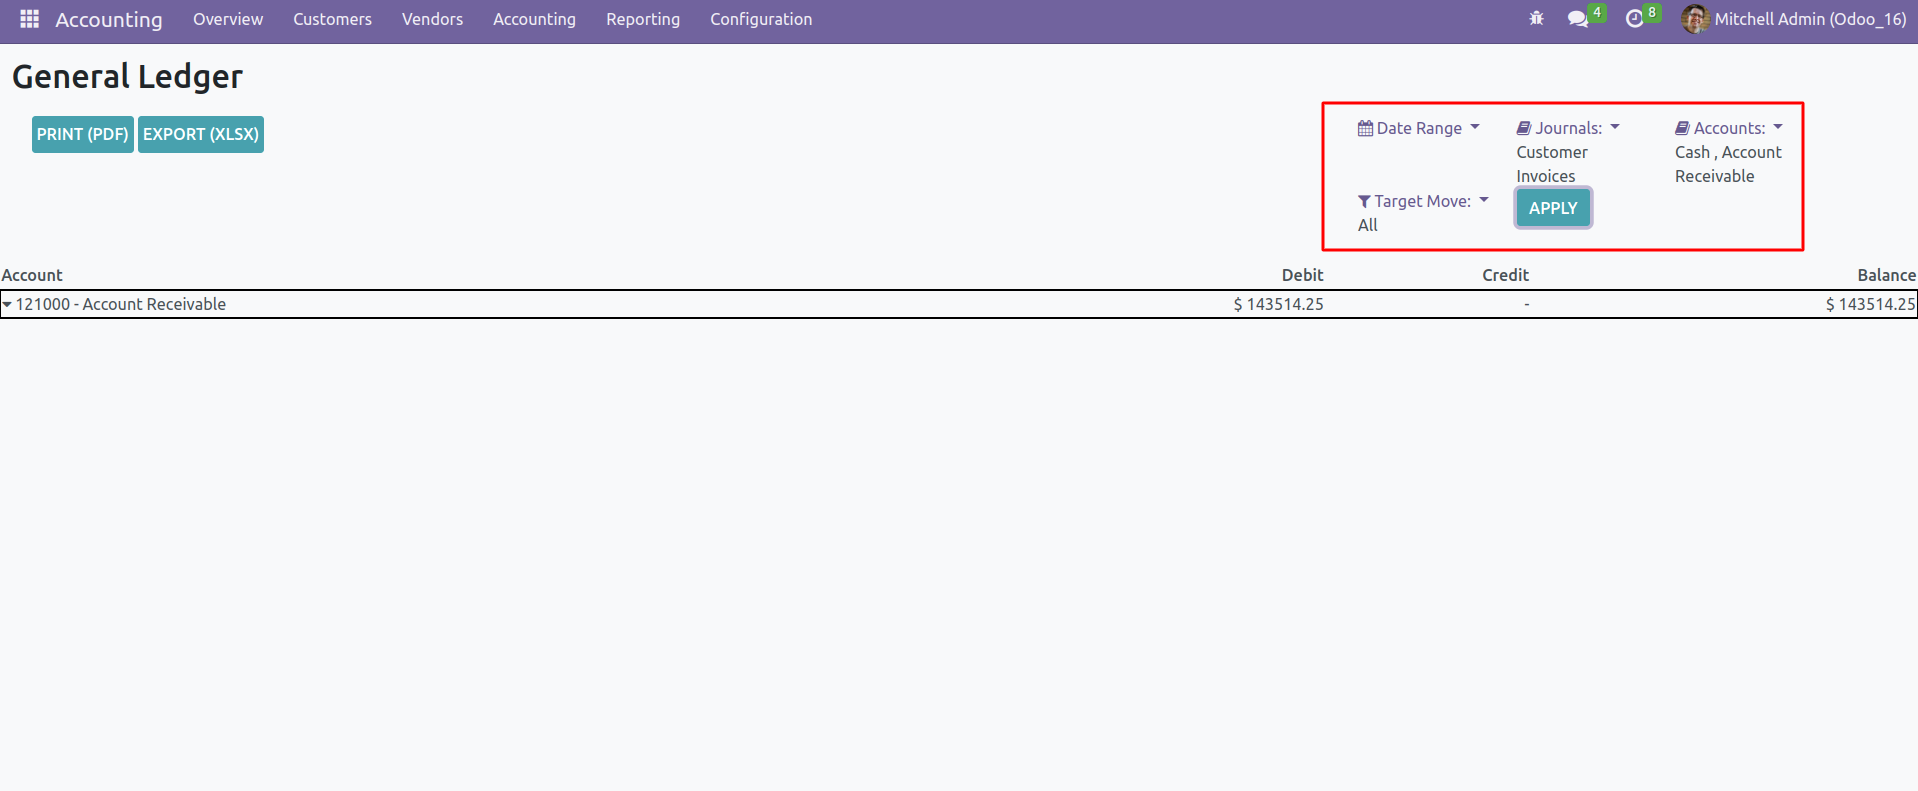 Accounting Overview Customers Vendors Accounting Reporting Configuration 4 8 Mitchell Admin (Odoo_16)
General Ledger
PRINT (PDF) EXPORT (XLSX)
Date Range Journals: Accounts:
Customer Cash , Account
Invoices Receivable
Target Move: APPLY
All
Account Debit Credit Balance
121000 - Account Receivable $ 143514.25 - $ 143514.25